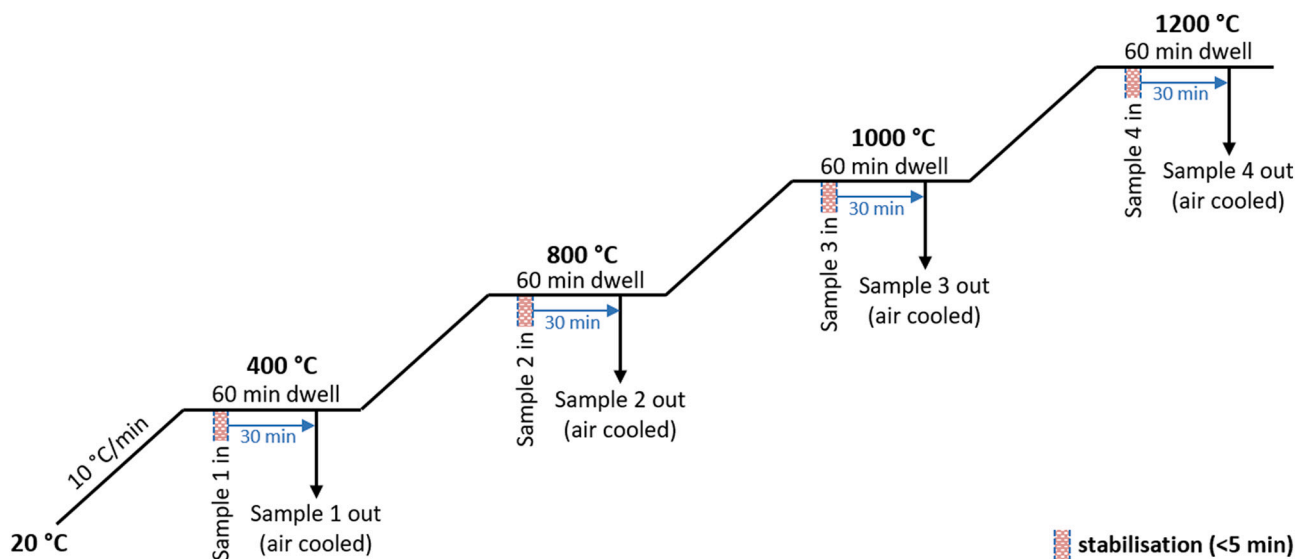 1200 °C
60 min dwell
30 min
Sample 4 in
Sample 4 out
(air cooled)
1000 °C
60 min dwell
30 min
Sample 3 in
Sample 3 out
(air cooled)
800 °C
60 min dwell
30 min
Sample 2 in
Sample 2 out
(air cooled)
400 °C
60 min dwell
30 min
Sample 1 in
Sample 1 out
(air cooled)
10 °C/min
20 °C
stabilisation (<5 min)